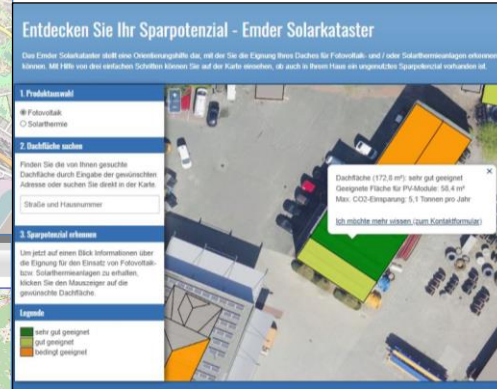 Entdecken Sie Ihr Sparpotenzial - Emder Solarkataster
Das Emder Solarkataster stellt eine Orientierungshilfe dar, mit der Sie die Eignung Ihres Daches für Fotovoltaik- und / oder Solarthermieanlagen erkennen
können. Mit Hilfe von drei einfachen Schritten können Sie auf der Karte einsehen, ob auch in Ihrem Haus ein ungenutztes Sparpotenzial vorhanden ist.
1. Produktauswahl
Fotovoltaik
Solarthermie
2. Dachfläche suchen
Finden Sie die von Ihnen gesuchte
Dachfläche durch Eingabe der gewünschten
Adresse oder suchen Sie direkt in der Karte.
Straße und Hausnummer
3. Sparpotenzial erkennen
Um jetzt auf einen Blick Informationen über
die Eignung für den Einsatz von Fotovoltaik-
bzw. Solarthermieanlagen zu erhalten,
klicken Sie den Mauszeiger auf die
gewünschte Dachfläche.
Legende
sehr gut geeignet
gut geeignet
bedingt geeignet
Dachfläche (172,8 m²): sehr gut geeignet
Geeignete Fläche für PV-Module: 58,4 m²
Max. CO2-Einsparung: 5,1 Tonnen pro Jahr
Ich möchte mehr wissen (zum Kontaktformular)